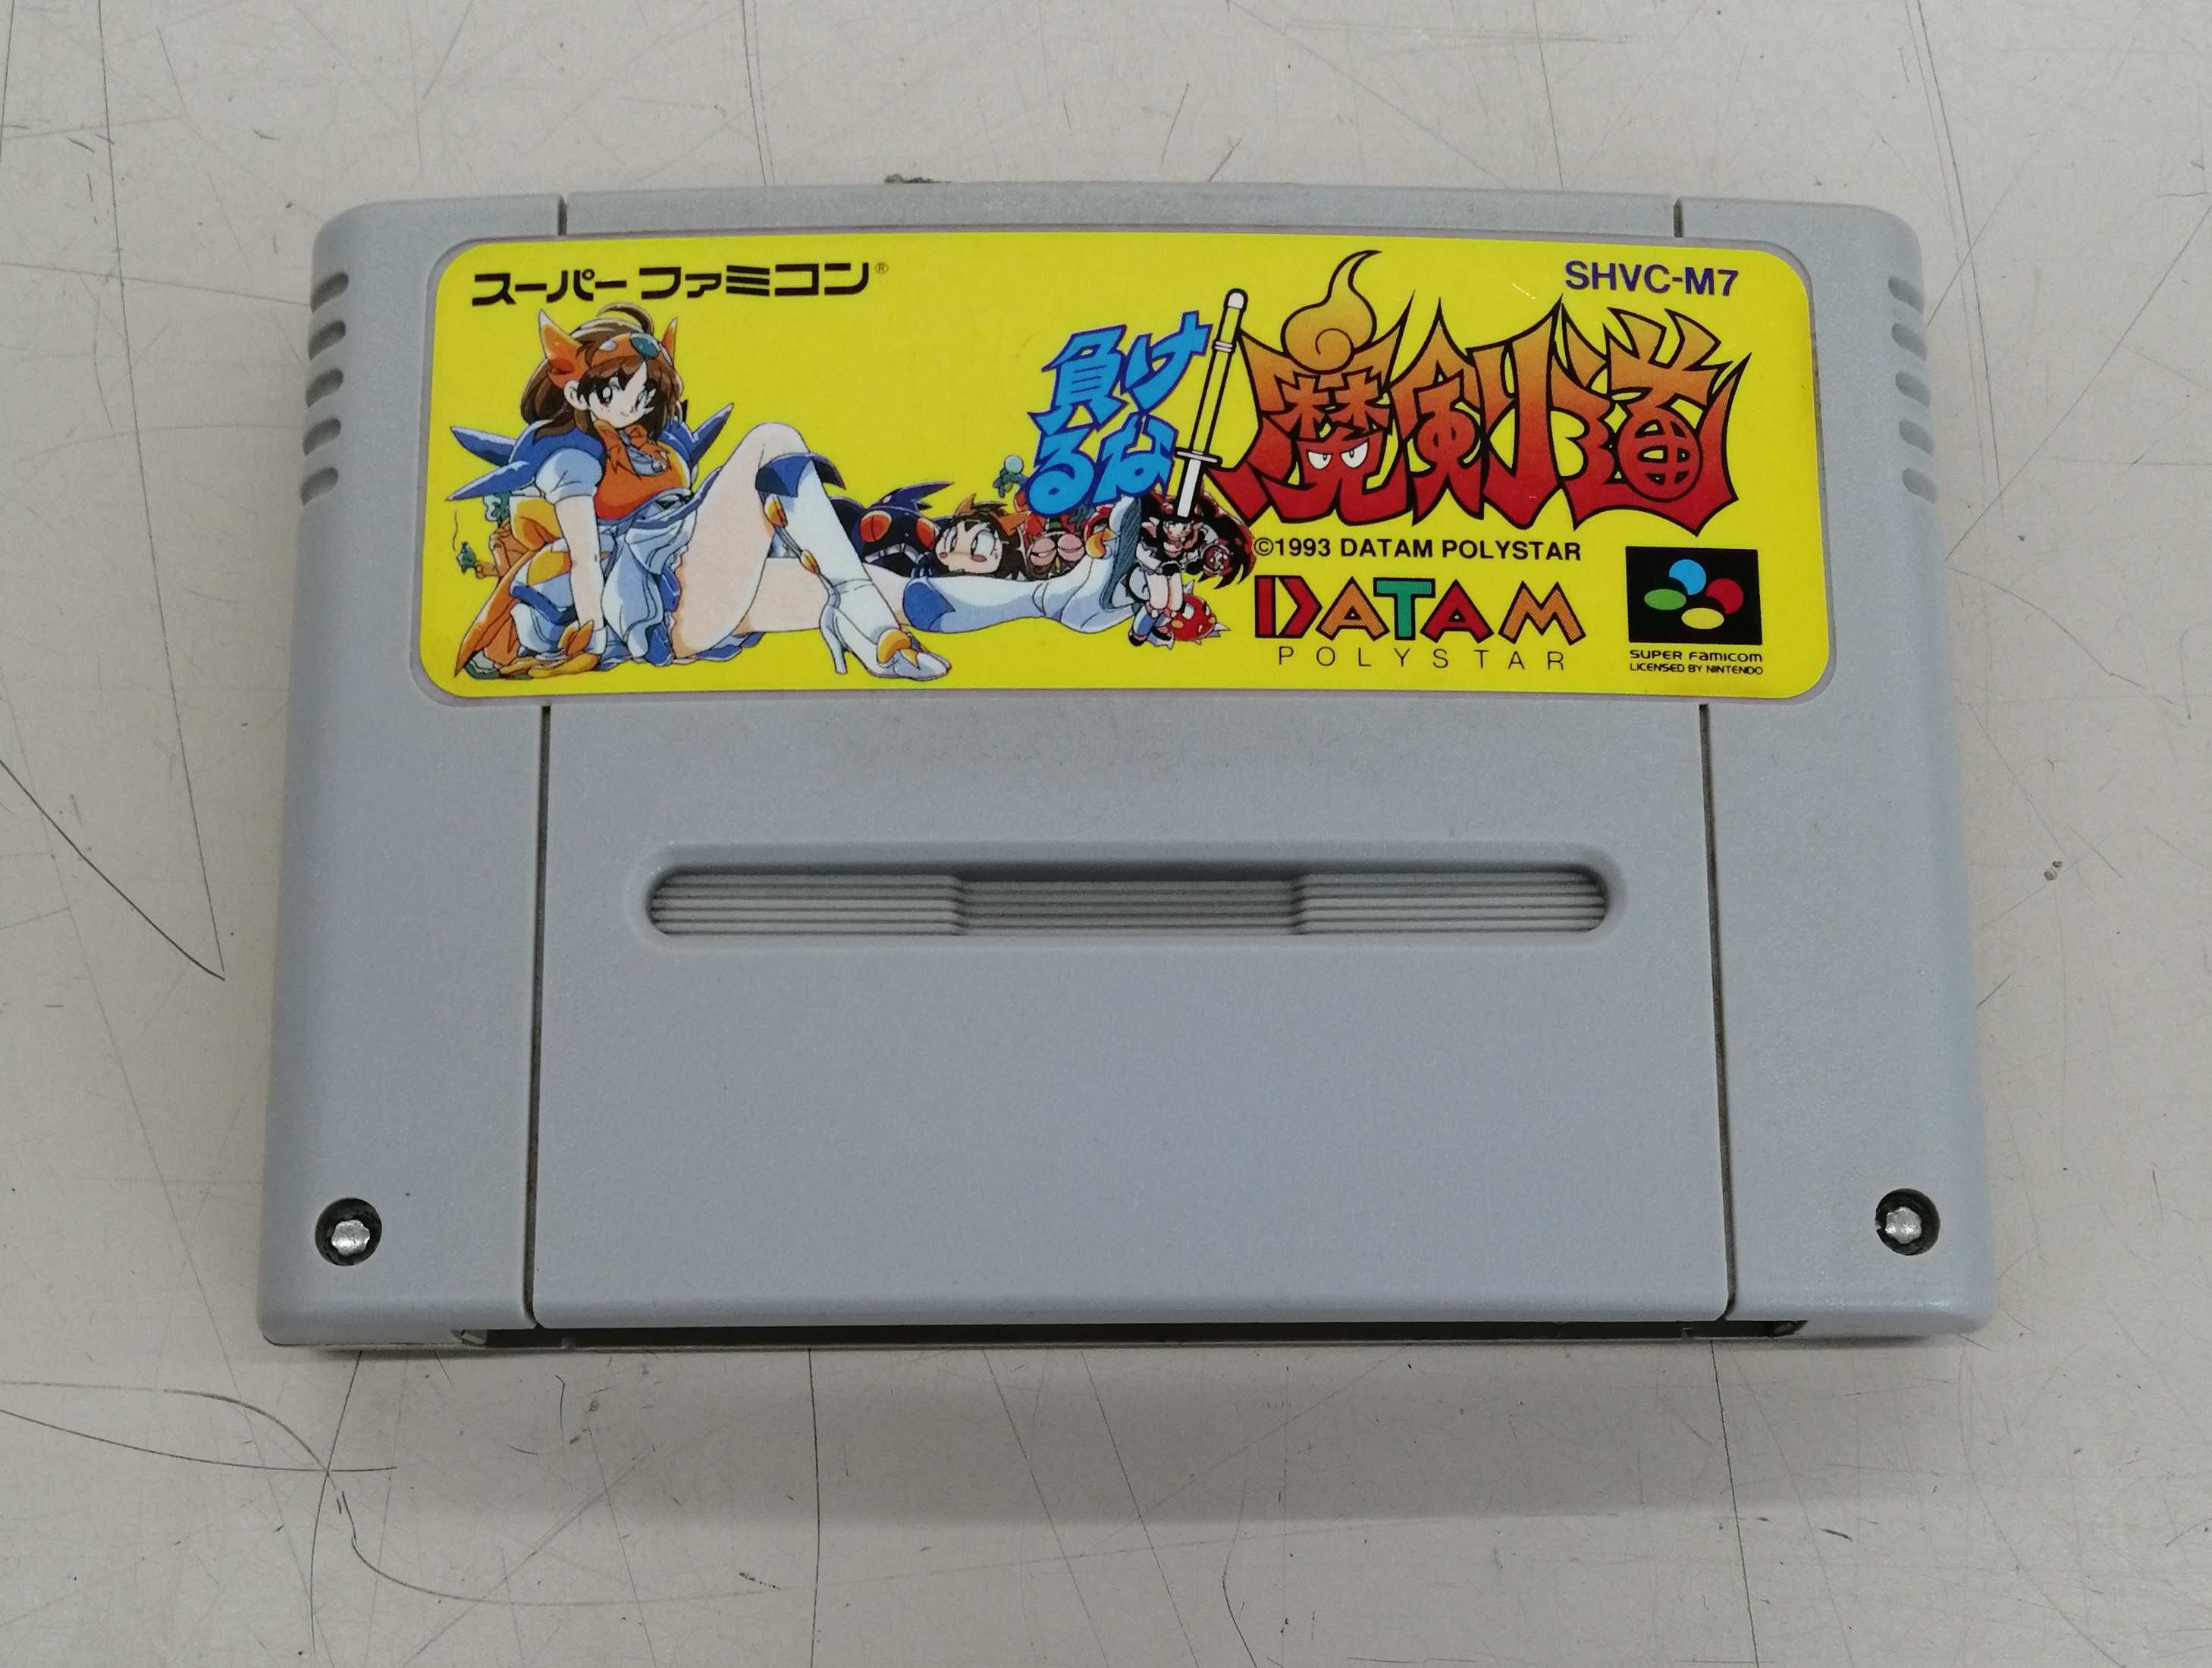 スーパーファミコン®
SHVC-M7
負けるな
魔剣道
©1993 DATAM POLYSTAR
DATAM
POLYSTAR
SUPER FAMICOM
LICENSED BY NINTENDO